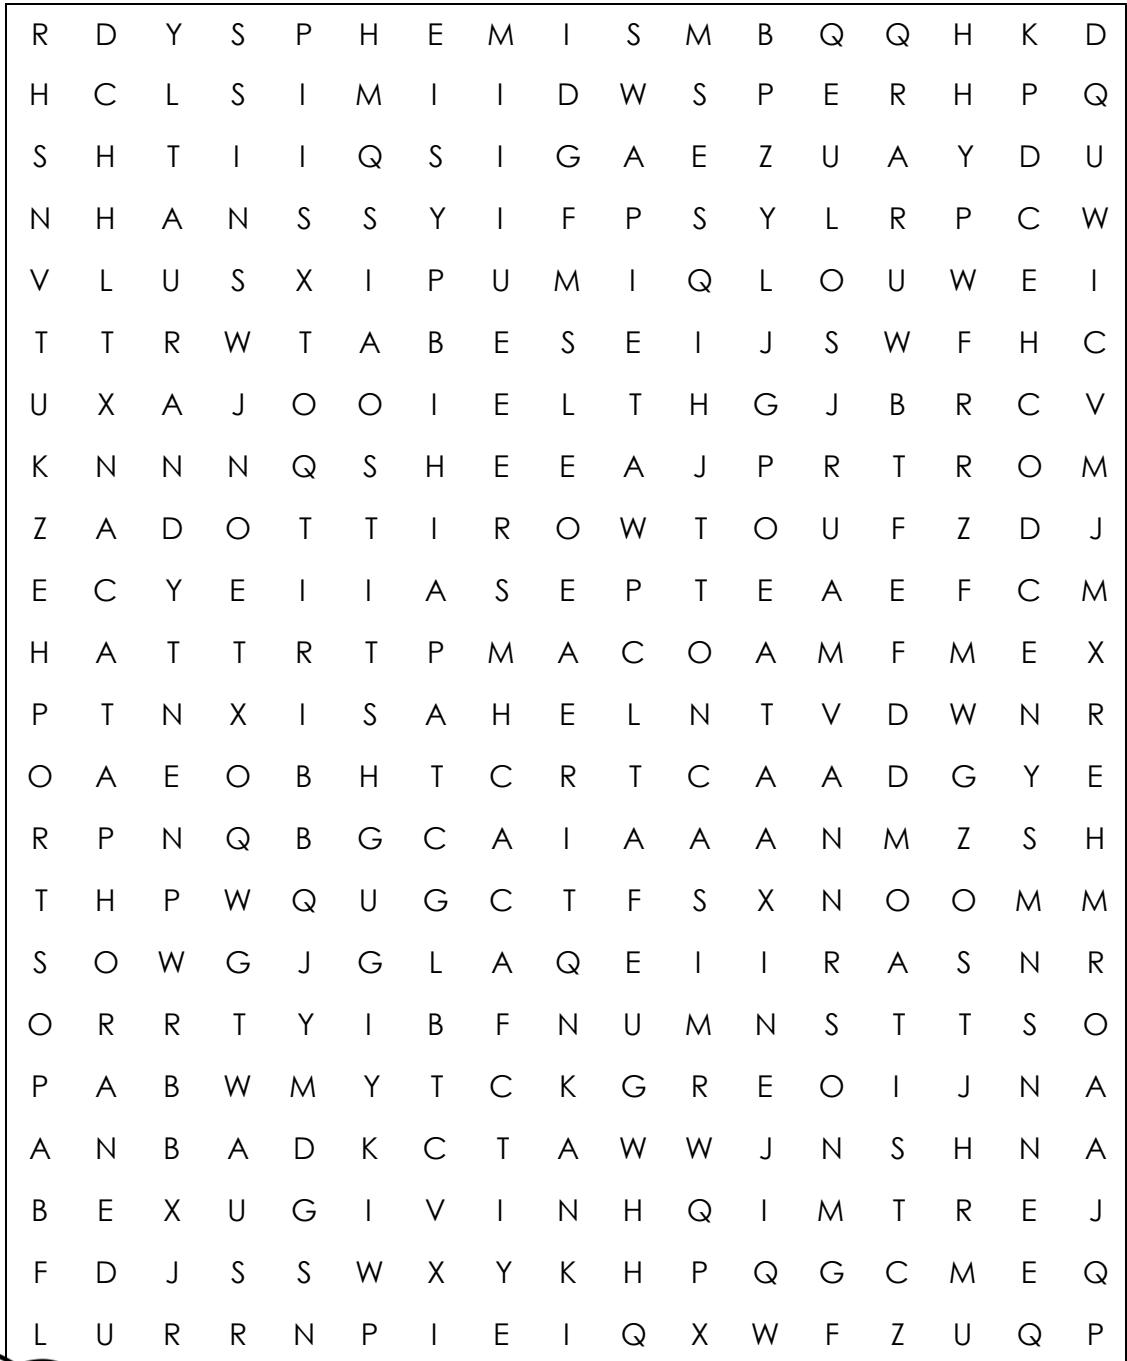 R D Y S P H E M I S M B Q Q H K D
H C L S I M I I D W S P E R H P Q
S H T I I Q S I G A E Z U A Y D U
N H A N S S Y I F P S Y L R P C W
V L U S X I P U M I Q L O U W E I
T T R W T A B E S E I J S W F H C
U X A J O O I E L T H G J B R C V
K N N N Q S H E E A J P R T R O M
Z A D O T T I R O W T O U F Z D J
E C Y E I I A S E P T E A E F C M
H A T T R T P M A C O A M F M E X
P T N X I S A H E L N T V D W N R
O A E O B H T C R T C A A D G Y E
R P N Q B G C A I A A A N M Z S H
T H P W Q U G C T F S X N O O M M
S O W G J G L A Q E I I R A S N R
O R R T Y I B F N U M N S T T S O
P A B W M Y T C K G R E O I J N A
A N B A D K C T A W W J N S H N A
B E X U G I V I N H Q I M T R E J
F D J S S W X Y K H P Q G C M E Q
L U R R N P I E I Q X W F Z U Q P